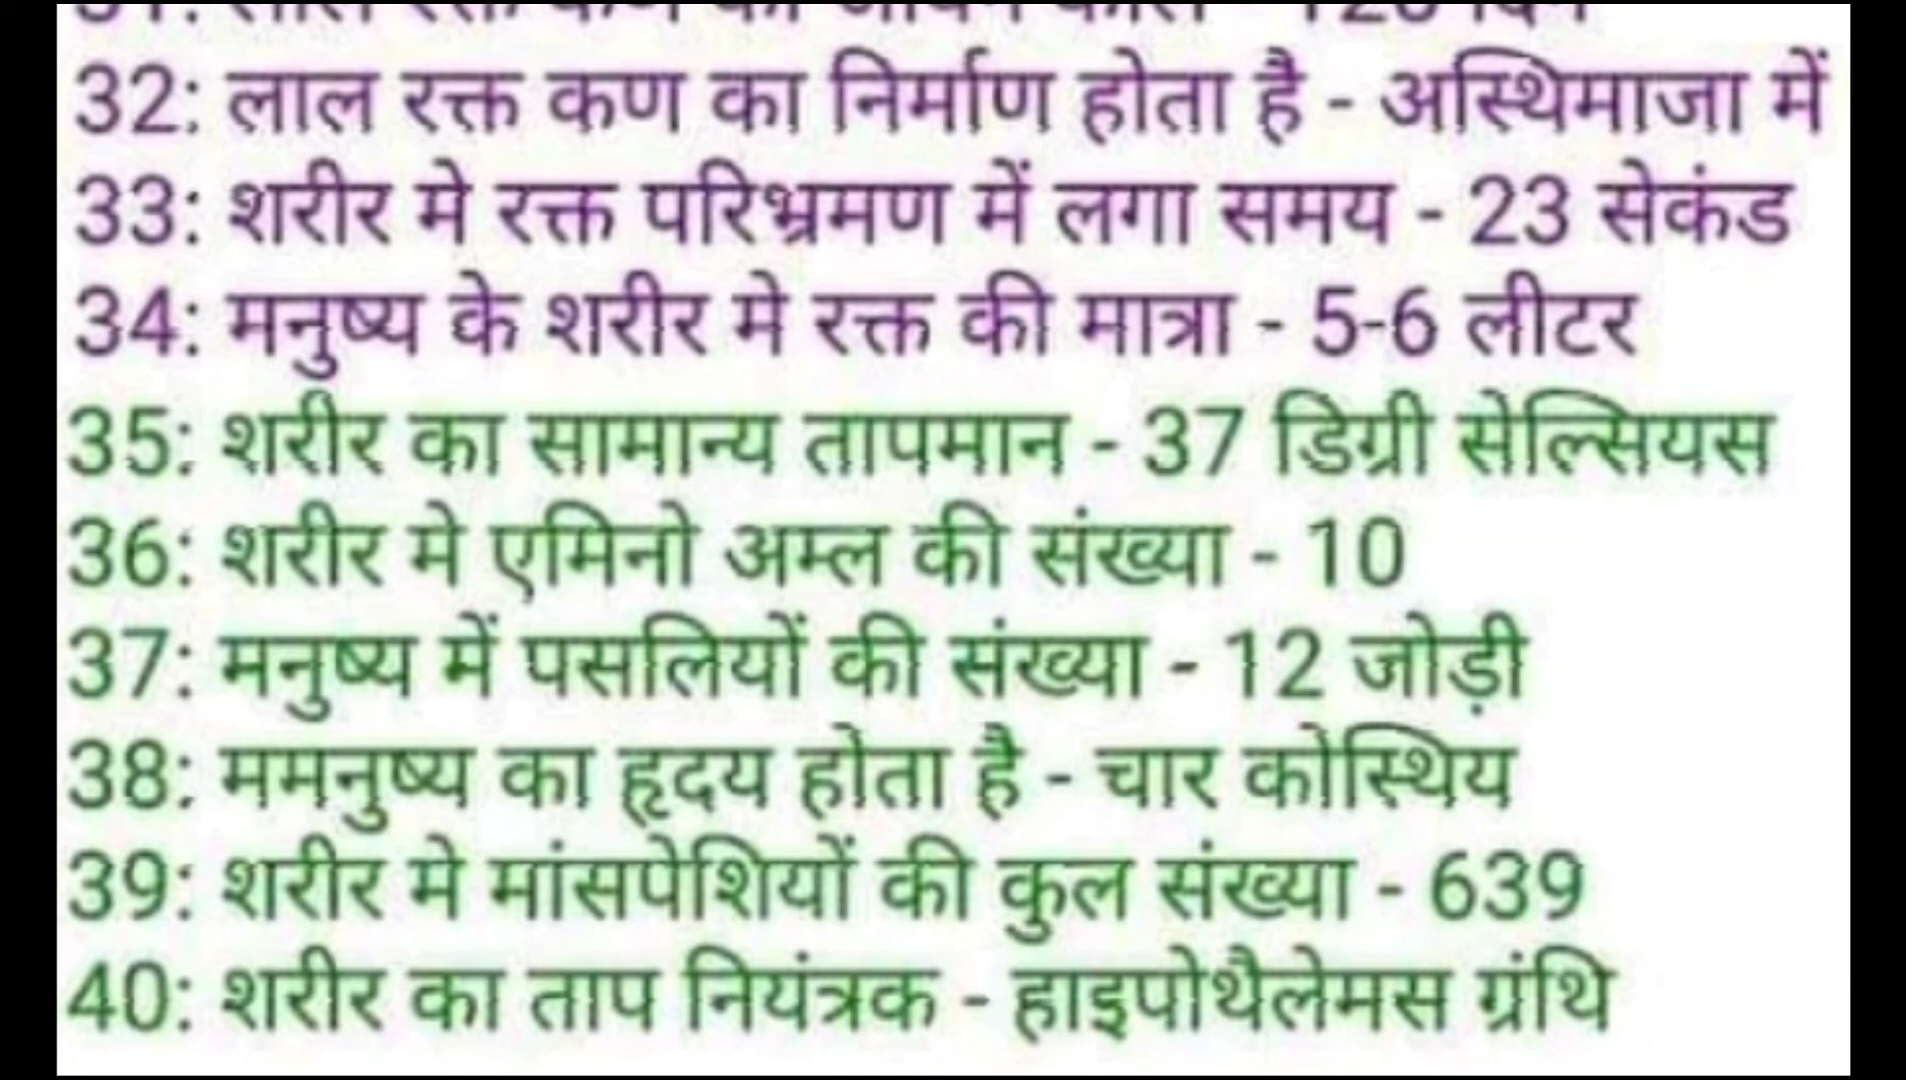 32: लाल रक्त कण का निर्माण होता है - अस्थिमाजा में
33: शरीर मे रक्त परिभ्रमण में लगा समय - 23 सेकंड
34: मनुष्य के शरीर मे रक्त की मात्रा - 5-6 लीटर
35: शरीर का सामान्य तापमान - 37 डिग्री सेल्सियस
36: शरीर मे एमिनो अम्ल की संख्या - 10
37: मनुष्य में पसलियों की संख्या - 12 जोड़ी
38: ममनुष्य का हृदय होता है - चार कोस्थिय
39: शरीर मे मांसपेशियों की कुल संख्या - 639
40: शरीर का ताप नियंत्रक - हाइपोथैलेमस ग्रंथि